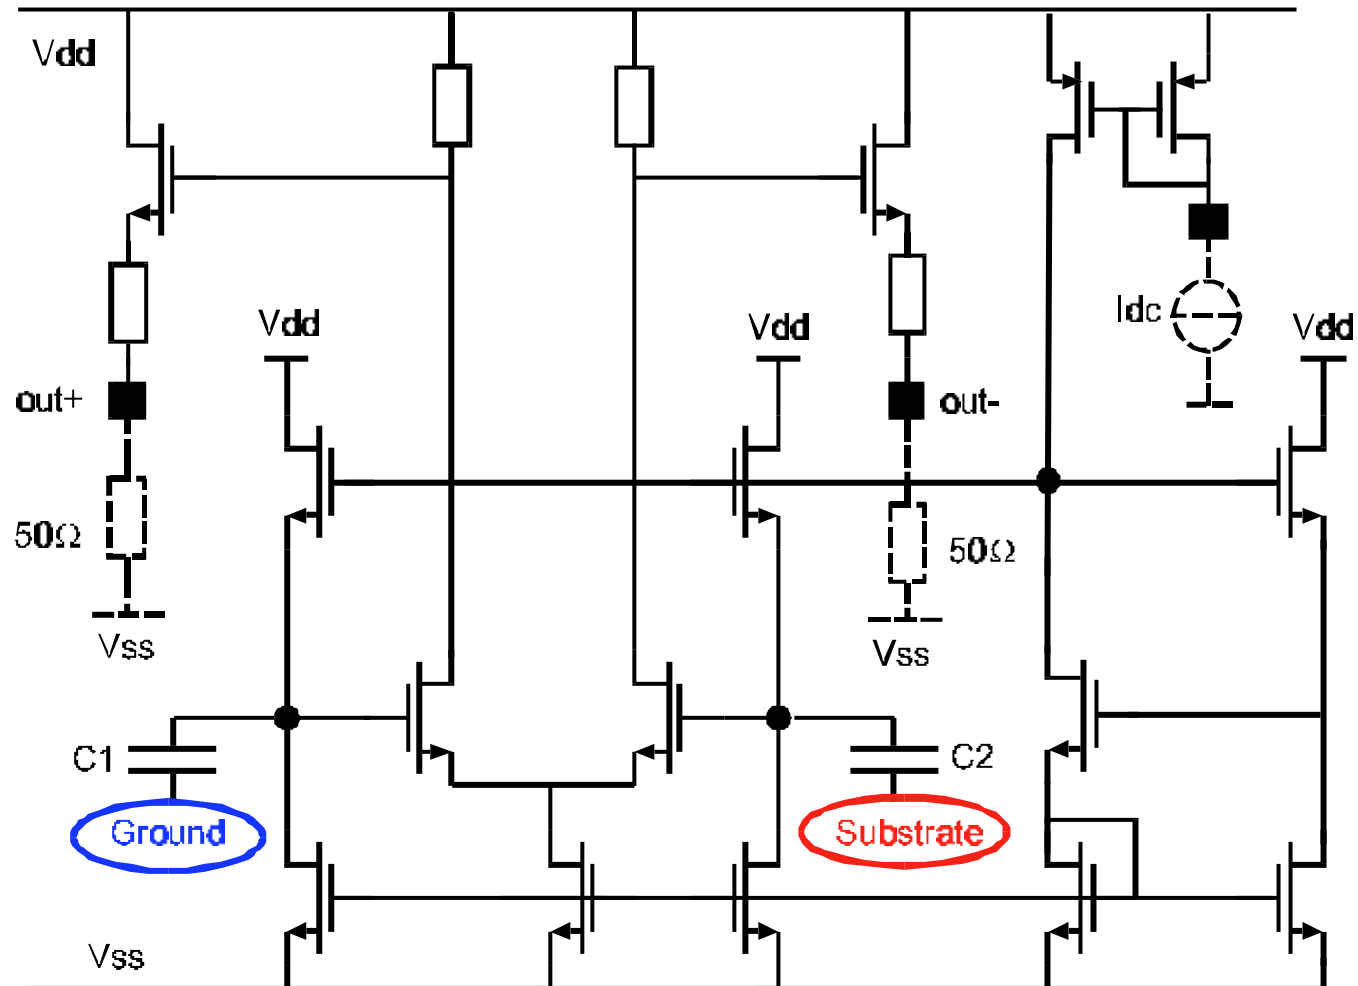 Vdd
Idc
Vdd
Vdd
Vdd
out+
out-
50Ω
50Ω
Vss
Vss
C1
C2
Ground
Substrate
Vss